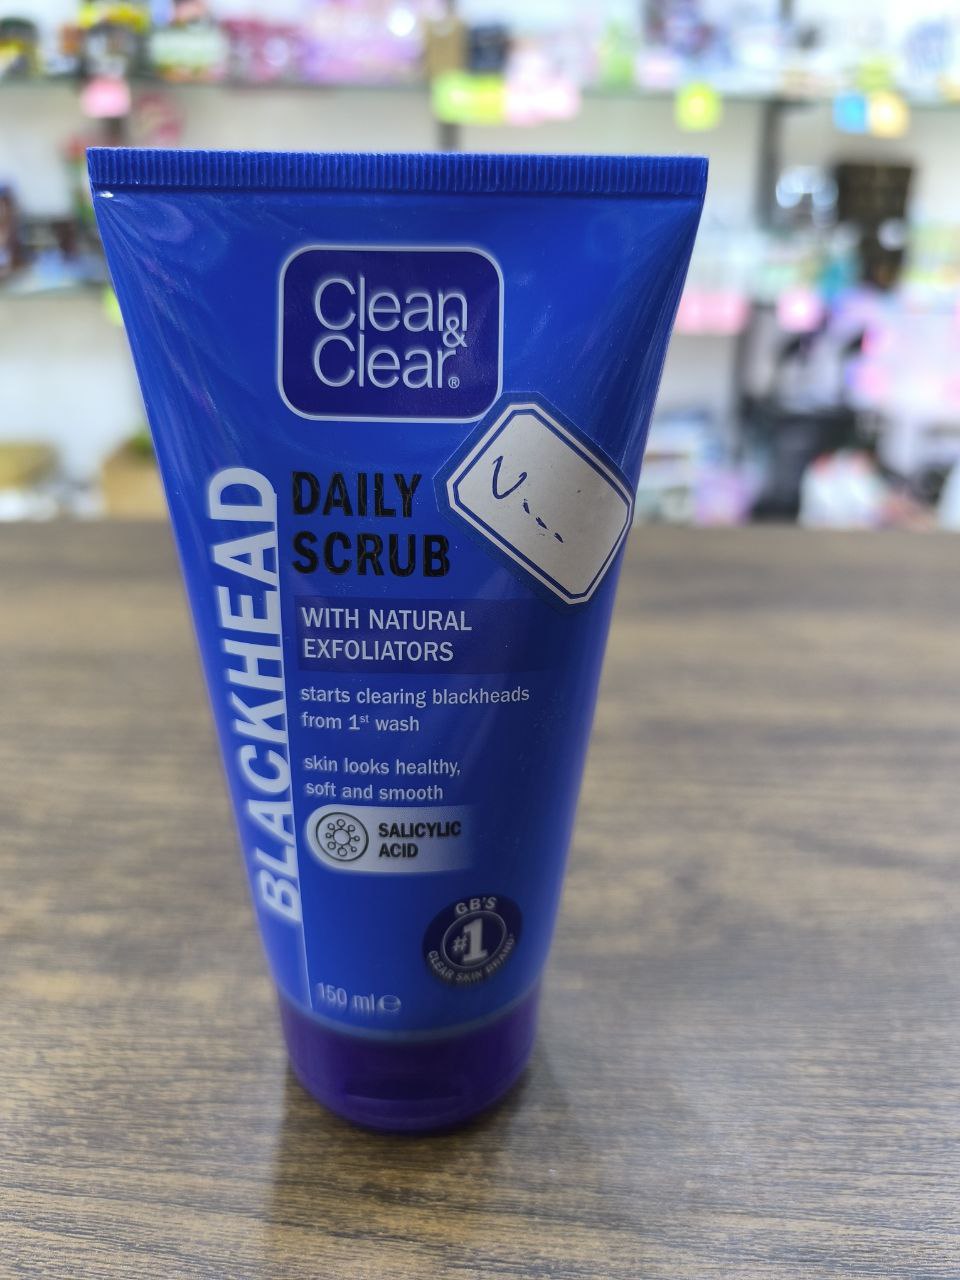 Clean
&
Clear®
BLACKHEAD
DAILY
SCRUB
WITH NATURAL
EXFOLIATORS
starts clearing blackheads
from 1st wash
skin looks healthy,
soft and smooth
SALICYLIC
ACID
GB'S
#1
CLEAR SKIN BRAND*
150 ml ℮